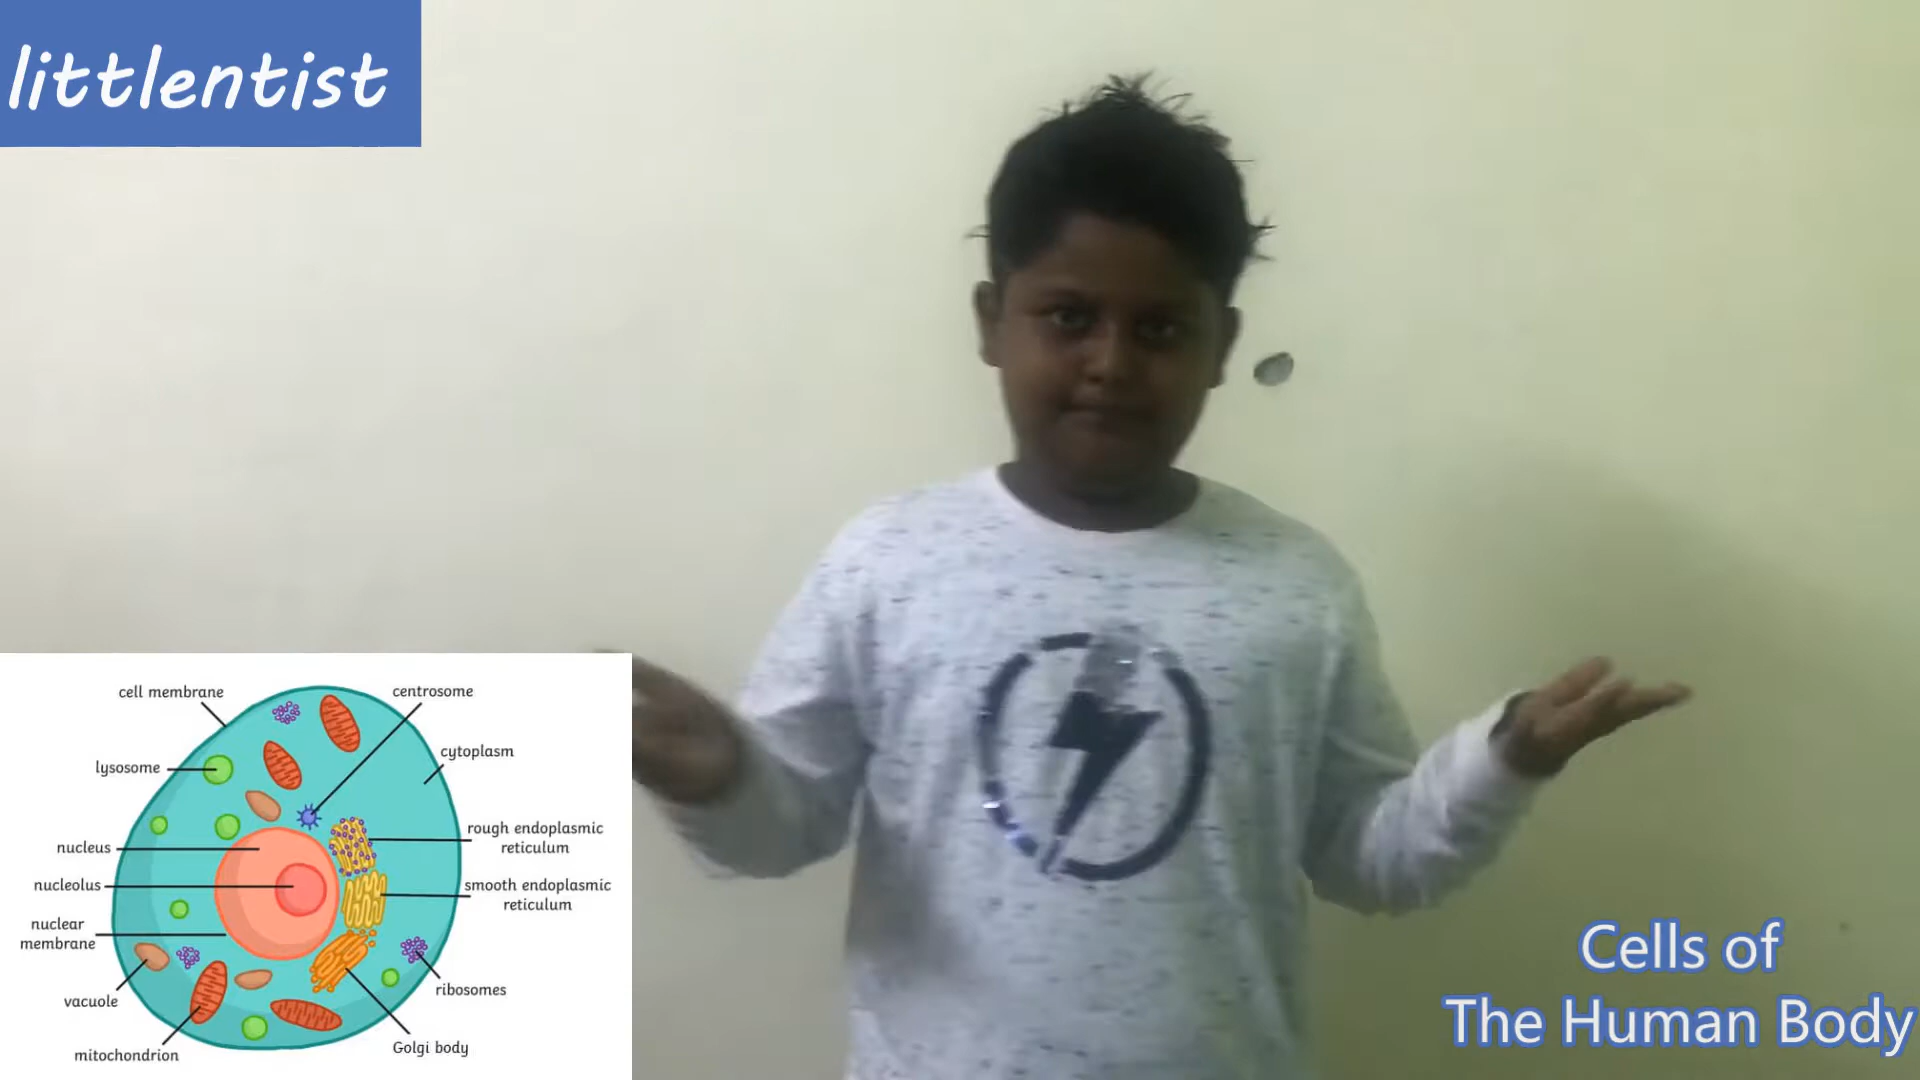 littlentist
cell membrane
centrosome
cytoplasm
lysosome
rough endoplasmic
reticulum
nucleus
nucleolus
smooth endoplasmic
reticulum
nuclear
membrane
vacuole
ribosomes
mitochondrion
Golgi body
Cells of
The Human Body